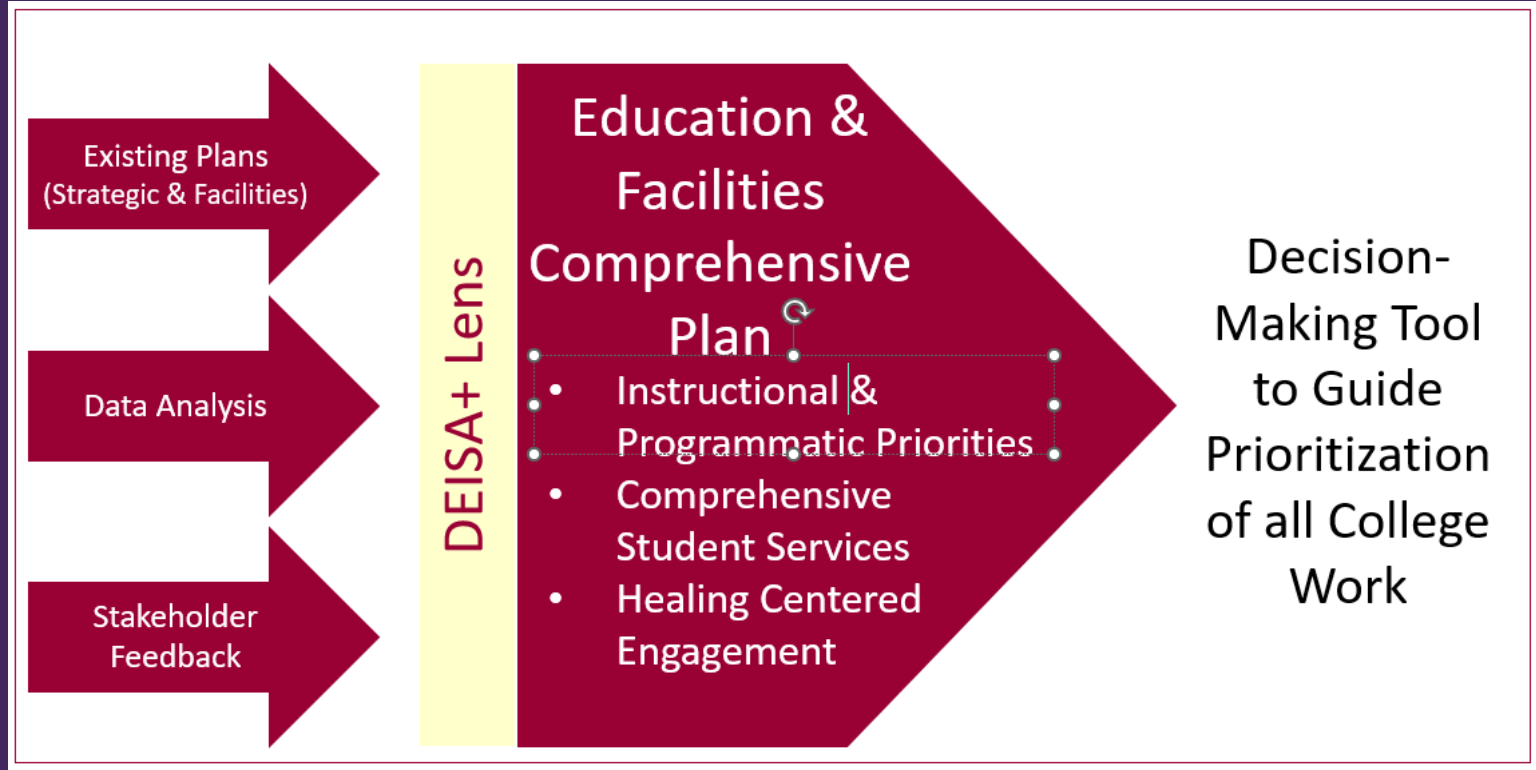 Existing Plans
(Strategic & Facilities)
Data Analysis
Stakeholder
Feedback
DEISA+ Lens
Education &
Facilities
Comprehensive
Plan
• Instructional &
Programmatic Priorities
• Comprehensive
Student Services
• Healing Centered
Engagement
Decision-
Making Tool
to Guide
Prioritization
of all College
Work